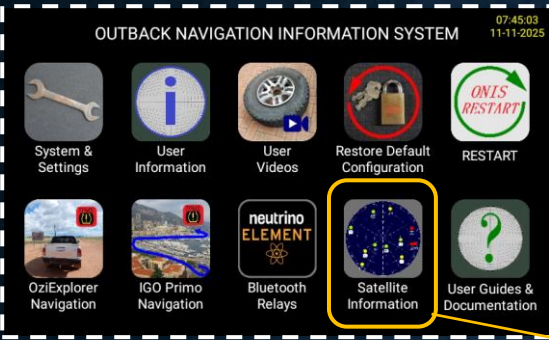 OUTBACK NAVIGATION INFORMATION SYSTEM
07:45:03
11-11-2025
System &
Settings
User
Information
User
Videos
Restore Default
Configuration
ONIS
RESTART
RESTART
OziExplorer
Navigation
IGO Primo
Navigation
neutrino
ELEMENT
Bluetooth
Relays
Satellite
Information
User Guides &
Documentation